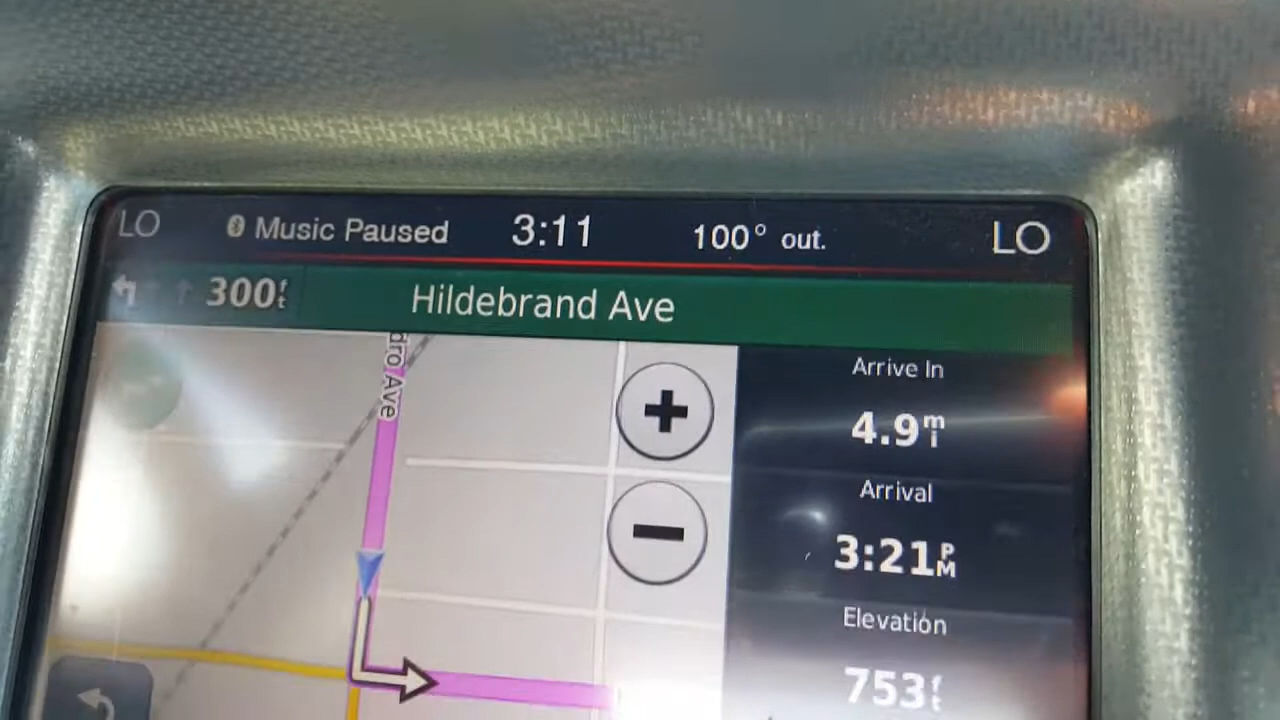 LO Music Paused 3:11 100° out. LO
300ft Hildebrand Ave
dro Ave
Arrive In
4.9mi
Arrival
3:21PM
Elevation
753ft